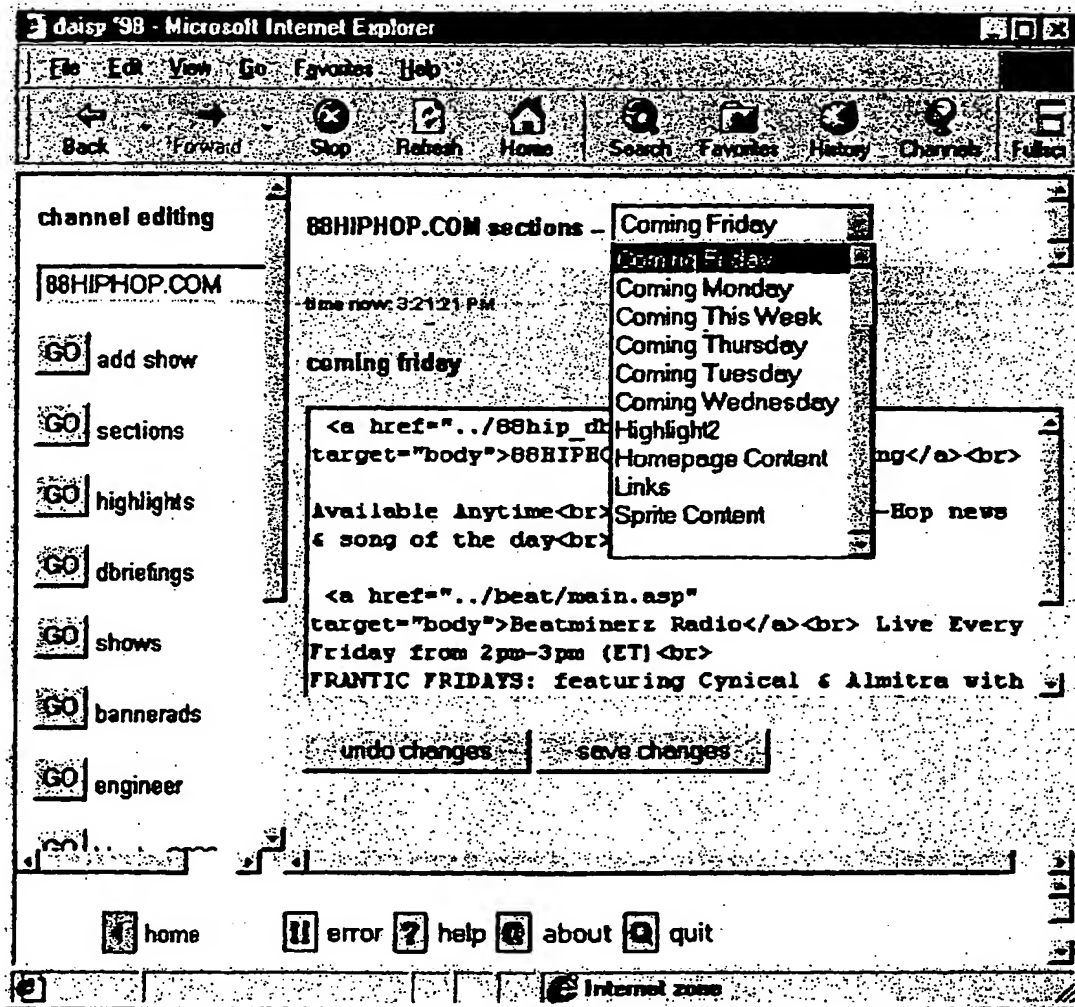 daisy '98 - Microsoft Internet Explorer
File Edit View Go Favorites Help
Back Forward Stop Refresh Home Search Favorites History Channels Fullscr
channel editing
88HIPHOP.COM
GO add show
GO sections
GO highlights
GO dbriefings
GO shows
GO bannerads
GO engineer
GO
88HIPHOP.COM sections – Coming Friday
Coming Friday
Coming Monday
Coming This Week
Coming Thursday
Coming Tuesday
Coming Wednesday
Highlight2
Homepage Content
Links
Sprite Content
time now: 3:21:21 PM
coming friday
<a href="../88hip_db
target="body">88HIPHO ng</a><br>
Available Anytime<br> -Hop news
& song of the day<br>
<a href="../beat/main.asp"
target="body">Beatminerz Radio</a><br> Live Every
Friday from 2pm-3pm (ET)<br>
FRANTIC FRIDAYS: featuring Cynical & Almitra with
undo changes save changes
home !! error ? help @ about Q quit
Internet zone